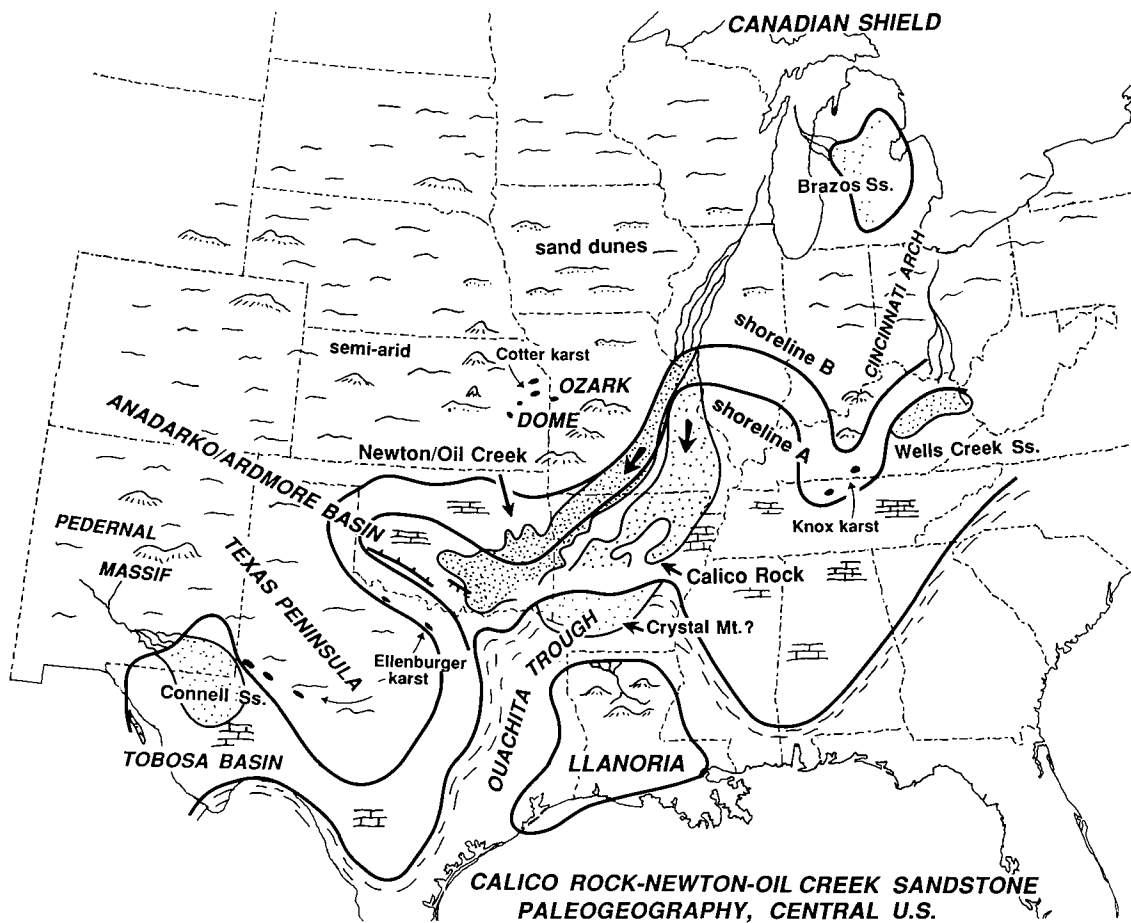 CANADIAN SHIELD
Brazos Ss.
sand dunes
CINCINNATI ARCH
semi-arid
Cotter karst
OZARK
DOME
shoreline B
shoreline A
ANADARKO/ARDMORE BASIN
Newton/Oil Creek
Wells Creek Ss.
Knox karst
PEDERNAL
MASSIF
TEXAS PENINSULA
Calico Rock
Crystal Mt.?
Ellenburger
karst
Connell Ss.
OUACHITA TROUGH
TOBOSA BASIN
LLANORIA
CALICO ROCK-NEWTON-OIL CREEK SANDSTONE
PALEOGEOGRAPHY, CENTRAL U.S.